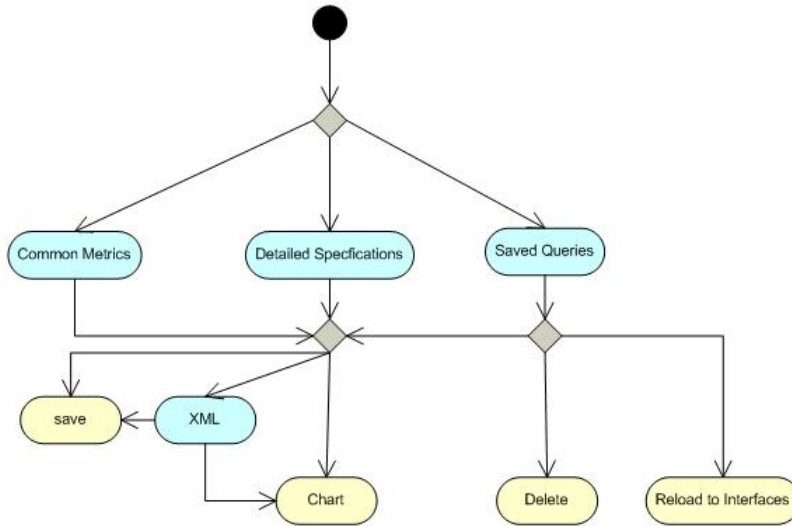 Common Metrics
Detailed Specfications
Saved Queries
save
XML
Chart
Delete
Reload to Interfaces